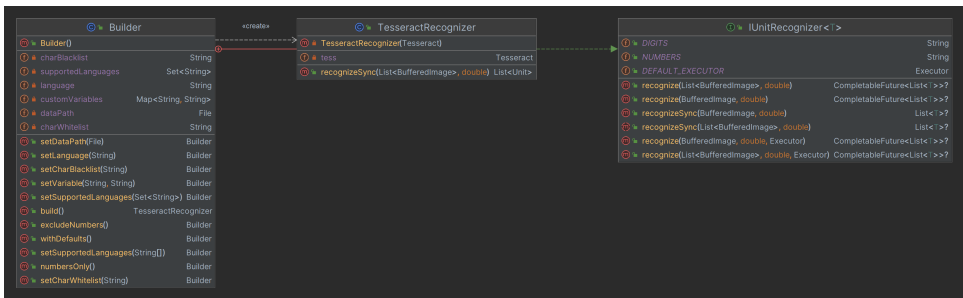 Builder
Builder()
charBlacklist String
supportedLanguages Set<String>
language String
customVariables Map<String, String>
dataPath File
charWhitelist String
setDataPath(File) Builder
setLanguage(String) Builder
setCharBlacklist(String) Builder
setVariable(String, String) Builder
setSupportedLanguages(Set<String>) Builder
build() TesseractRecognizer
excludeNumbers() Builder
withDefaults() Builder
setSupportedLanguages(String[]) Builder
numbersOnly() Builder
setCharWhitelist(String) Builder
«create»
TesseractRecognizer
TesseractRecognizer(Tesseract)
tess Tesseract
recognizeSync(List<BufferedImage>, double) List<Unit>
IUnitRecognizer<T>
DIGITS String
NUMBERS String
DEFAULT_EXECUTOR Executor
recognize(List<BufferedImage>, double) CompletableFuture<List<T>>?
recognize(BufferedImage, double) CompletableFuture<List<T>>?
recognizeSync(BufferedImage, double) List<T>?
recognizeSync(List<BufferedImage>, double) List<T>?
recognize(BufferedImage, double, Executor) CompletableFuture<List<T>>?
recognize(List<BufferedImage>, double, Executor) CompletableFuture<List<T>>?